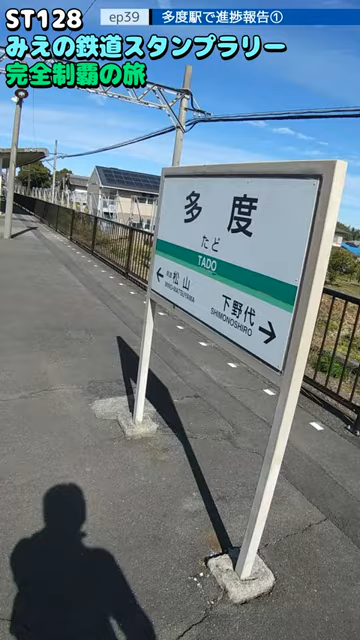 ST128
ep39
多度駅で進捗報告①
みえの鉄道スタンプラリー
完全制覇の旅
多度
たど
TADO
松山
下野代
SHIMONOSHIRO